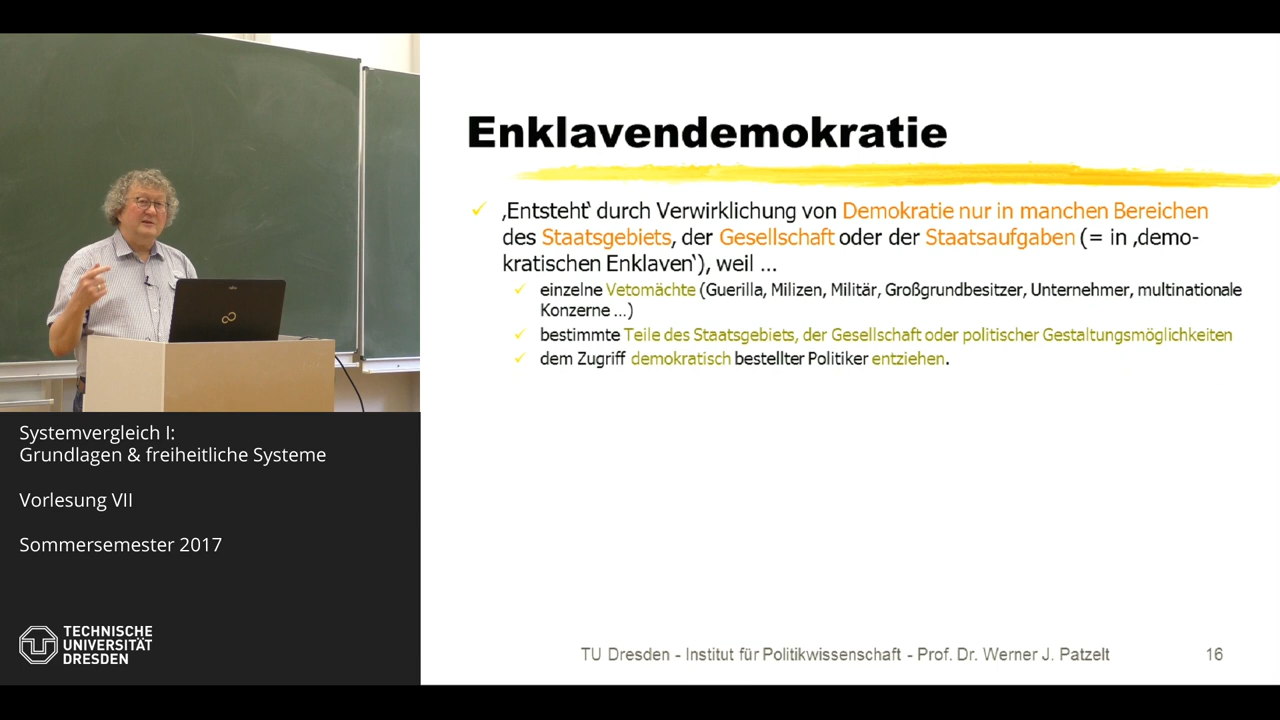 Enklavendemokratie
‚Entsteht‘ durch Verwirklichung von Demokratie nur in manchen Bereichen
des Staatsgebiets, der Gesellschaft oder der Staatsaufgaben (= in ‚demo-
kratischen Enklaven‘), weil ...
einzelne Vetomächte (Guerilla, Milizen, Militär, Großgrundbesitzer, Unternehmer, multinationale
Konzerne ...)
bestimmte Teile des Staatsgebiets, der Gesellschaft oder politischer Gestaltungsmöglichkeiten
dem Zugriff demokratisch bestellter Politiker entziehen.
Systemvergleich I:
Grundlagen & freiheitliche Systeme
Vorlesung VII
Sommersemester 2017
TECHNISCHE
UNIVERSITÄT
DRESDEN
TU Dresden - Institut für Politikwissenschaft - Prof. Dr. Werner J. Patzelt
16